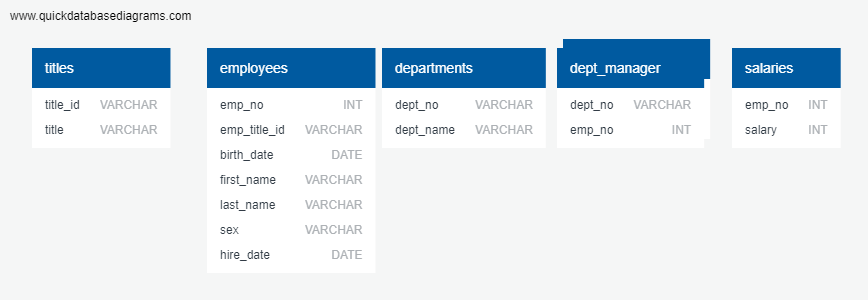 www.quickdatabasediagrams.com
titles
title_id VARCHAR
title VARCHAR
employees
emp_no INT
emp_title_id VARCHAR
birth_date DATE
first_name VARCHAR
last_name VARCHAR
sex VARCHAR
hire_date DATE
departments
dept_no VARCHAR
dept_name VARCHAR
dept_manager
dept_no VARCHAR
emp_no INT
salaries
emp_no INT
salary INT